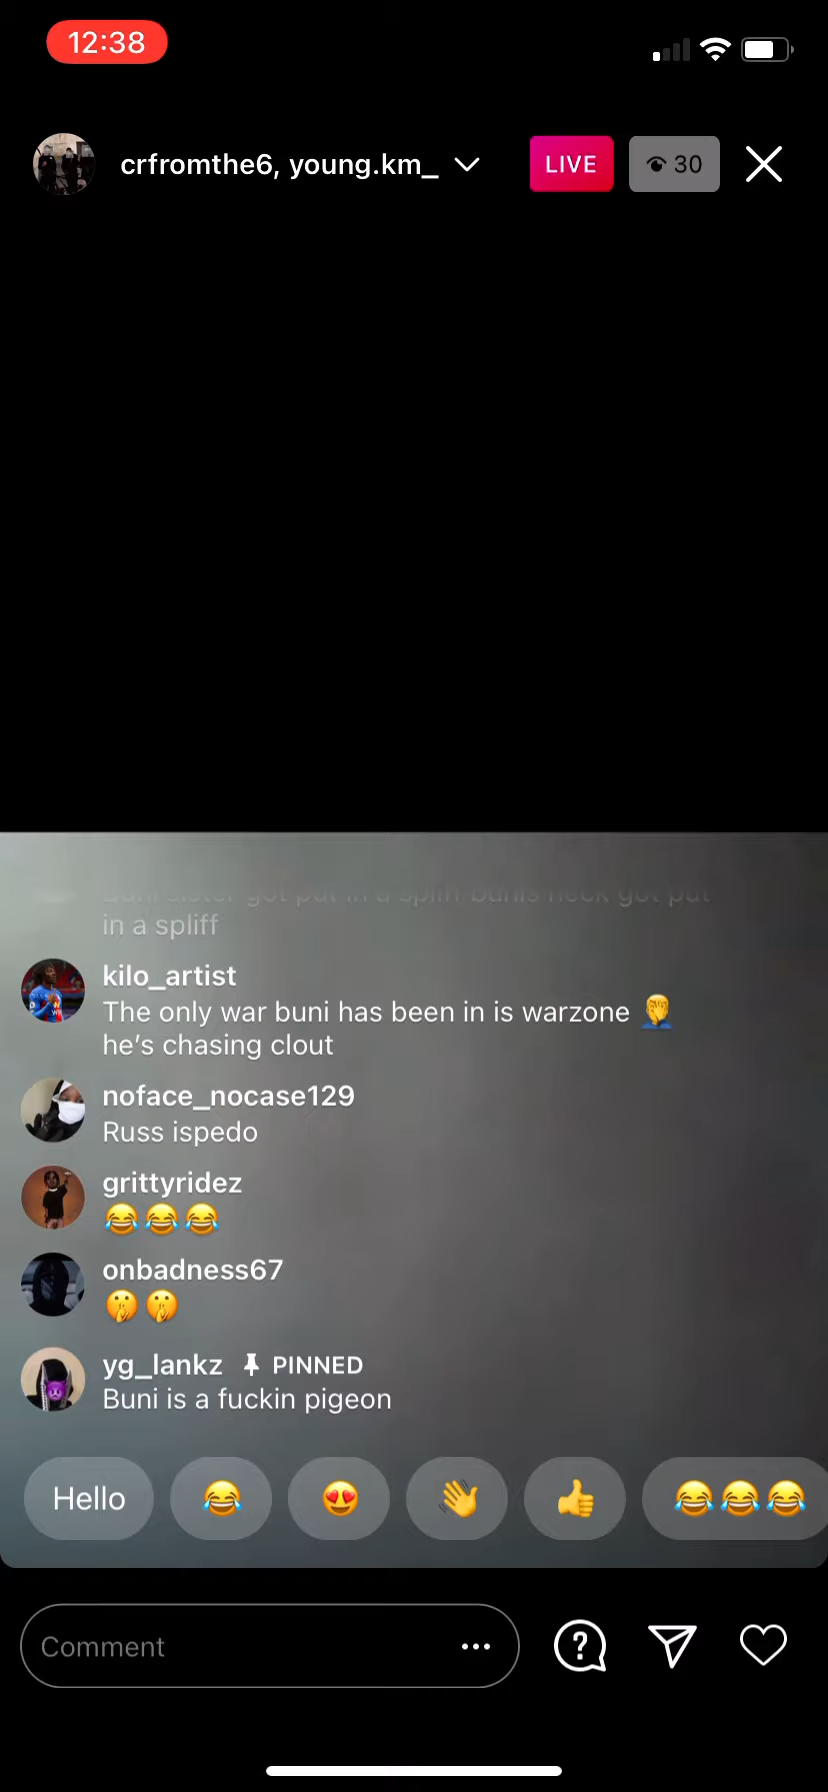 12:38
crfromthe6, young.km_
LIVE
30
in a spliff
kilo_artist
The only war buni has been in is warzone 🤦‍♂️
he's chasing clout
noface_nocase129
Russ ispedo
grittyridez
😂😂😂
onbadness67
🤫🤫
yg_lankz PINNED
Buni is a fuckin pigeon
Hello 😂 😍 👋 👍 😂😂😂
Comment